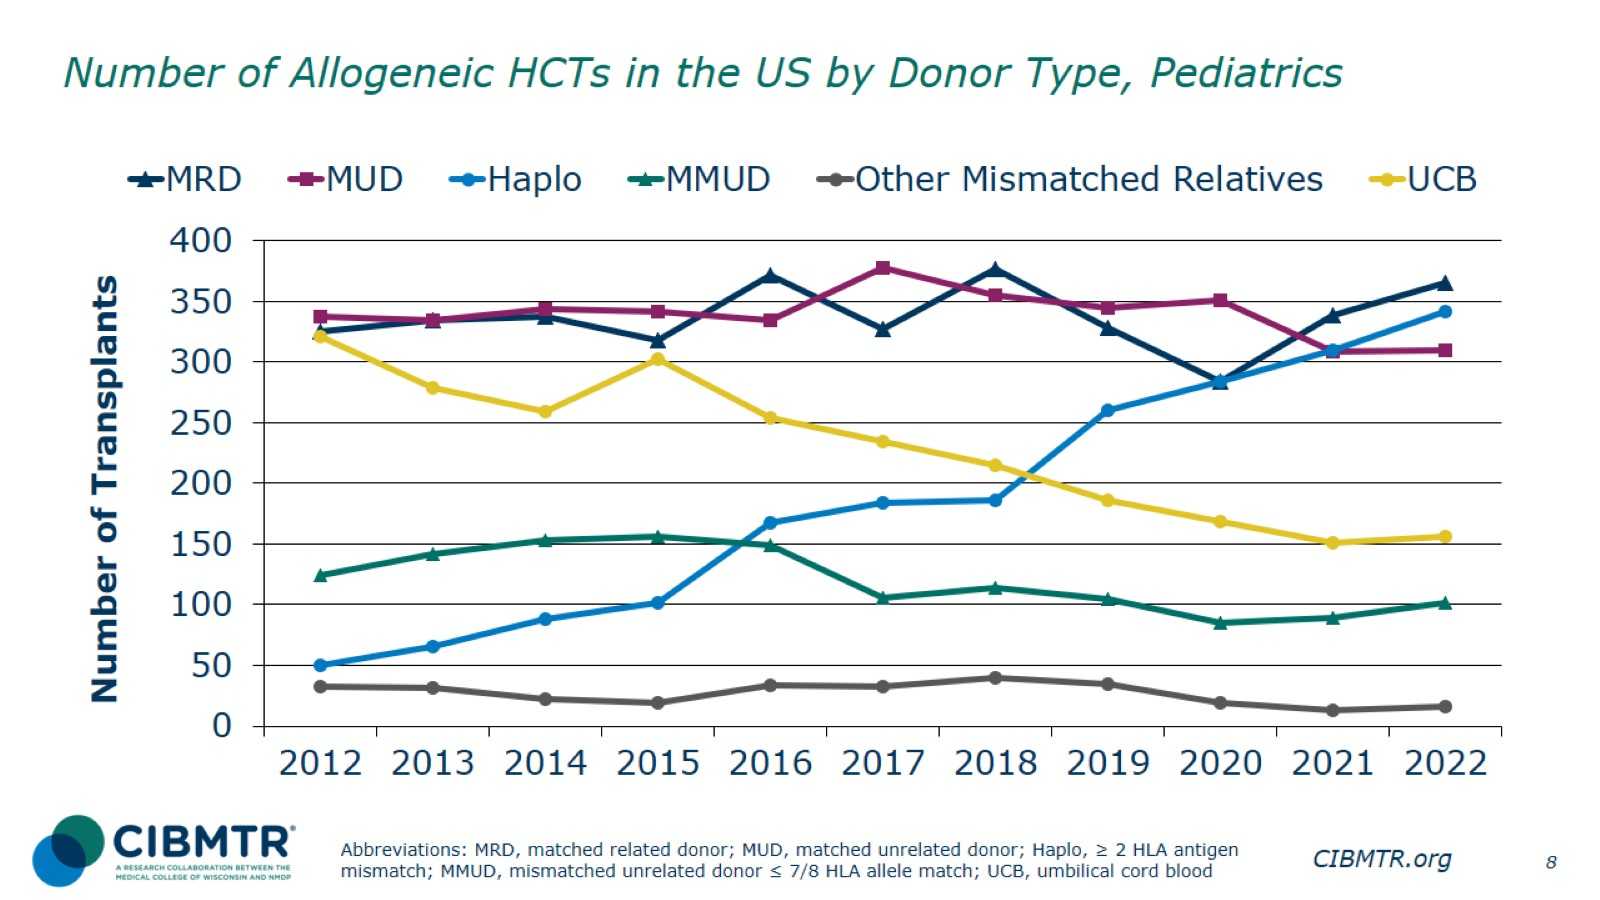 Number of Allogeneic HCTs in the US by Donor Type, Pediatrics
MRD MUD Haplo MMUD Other Mismatched Relatives UCB
Number of Transplants
400
350
300
250
200
150
100
50
0
2012 2013 2014 2015 2016 2017 2018 2019 2020 2021 2022
CIBMTR®
A RESEARCH COLLABORATION BETWEEN THE
MEDICAL COLLEGE OF WISCONSIN AND NMDP
Abbreviations: MRD, matched related donor; MUD, matched unrelated donor; Haplo, ≥ 2 HLA antigen
mismatch; MMUD, mismatched unrelated donor ≤ 7/8 HLA allele match; UCB, umbilical cord blood
CIBMTR.org
8